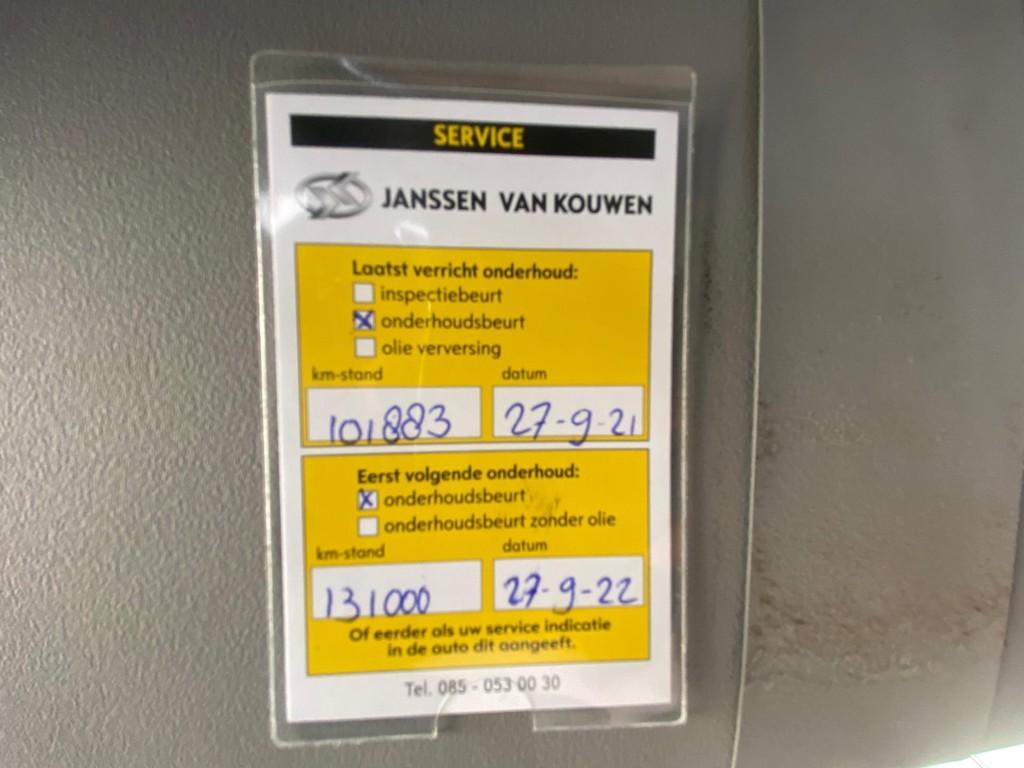 SERVICE
JANSSEN VAN KOUWEN
Laatst verricht onderhoud:
inspectiebeurt
onderhoudsbeurt
olie verversing
km-stand datum
101883 27-9-21
Eerst volgende onderhoud:
onderhoudsbeurt
onderhoudsbeurt zonder olie
km-stand datum
131000 27-9-22
Of eerder als uw service indicatie
in de auto dit aangeeft.
Tel. 085 - 053 00 30